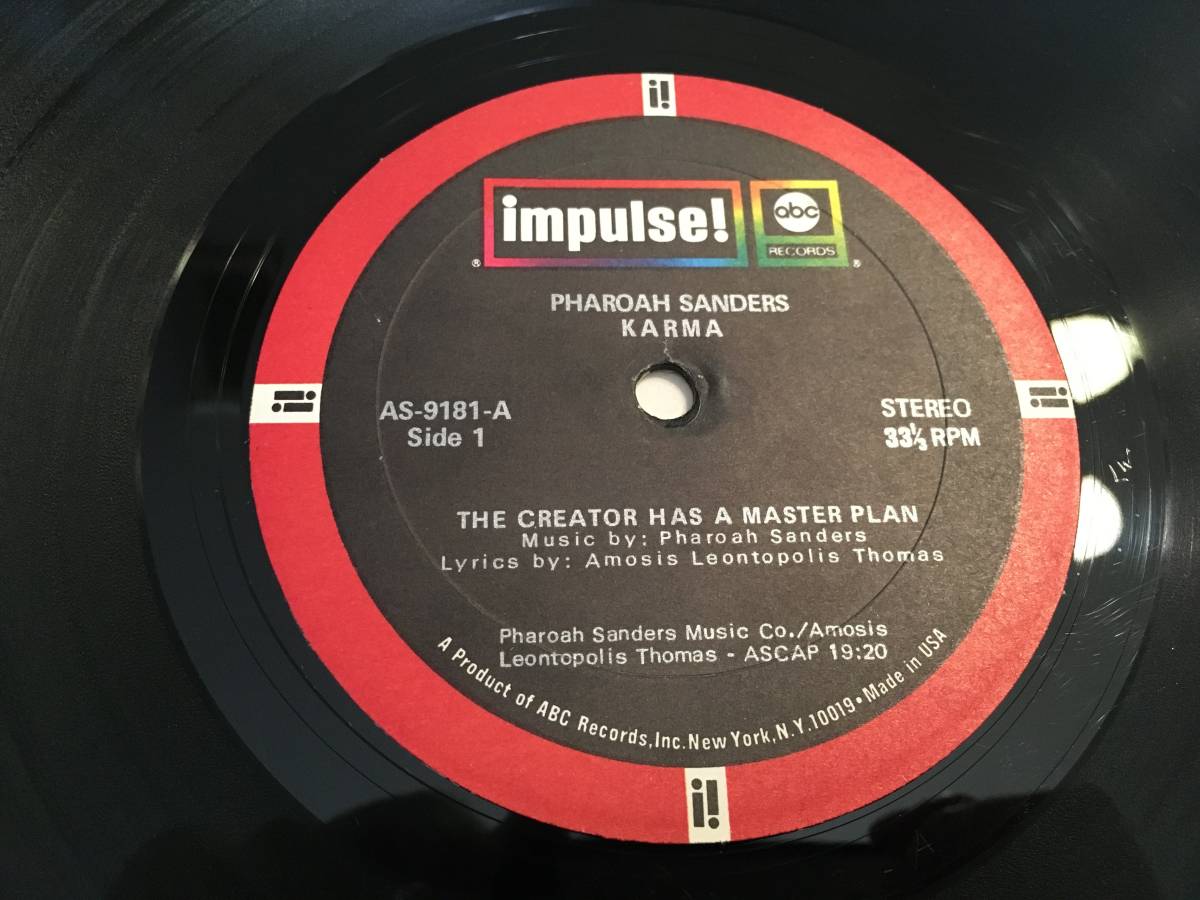 i!
impulse! abc
RECORDS
® ®
PHAROAH SANDERS
KARMA
i!
AS-9181-A
Side 1
STEREO
33⅓ RPM
i!
THE CREATOR HAS A MASTER PLAN
Music by: Pharoah Sanders
Lyrics by: Amosis Leontopolis Thomas
Pharoah Sanders Music Co./Amosis
Leontopolis Thomas - ASCAP 19:20
A Product of ABC Records,Inc.New York,N.Y.10019•Made in USA
i!
LW
A